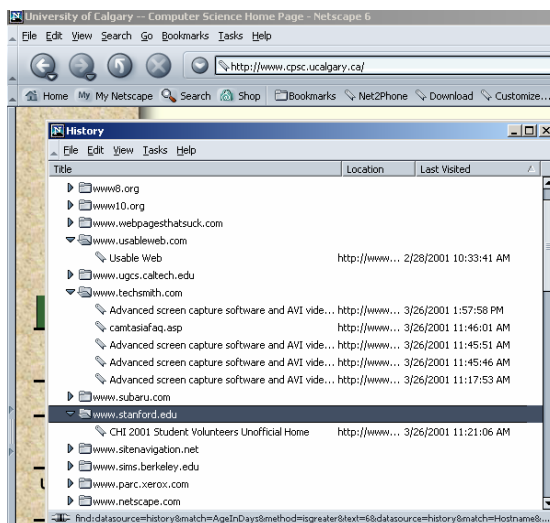 University of Calgary -- Computer Science Home Page - Netscape 6
File Edit View Search Go Bookmarks Tasks Help
http://www.cpsc.ucalgary.ca/
Home My My Netscape Search Shop Bookmarks Net2Phone Download Customize...
History
File Edit View Tasks Help
Title Location Last Visited
www8.org
www10.org
www.webpagesthatsuck.com
www.usableweb.com
Usable Web http://www... 2/28/2001 10:33:41 AM
www.ugcs.caltech.edu
www.techsmith.com
Advanced screen capture software and AVI vide... http://www... 3/26/2001 1:57:58 PM
camtasiafaq.asp http://www... 3/26/2001 11:46:01 AM
Advanced screen capture software and AVI vide... http://www... 3/26/2001 11:45:51 AM
Advanced screen capture software and AVI vide... http://www... 3/26/2001 11:45:46 AM
Advanced screen capture software and AVI vide... http://www... 3/26/2001 11:17:53 AM
www.subaru.com
www.stanford.edu
CHI 2001 Student Volunteers Unofficial Home http://www... 3/26/2001 11:21:06 AM
www.sitenavigation.net
www.sims.berkeley.edu
www.parc.xerox.com
www.netscape.com
find:datasource=history&match=AgeInDays&method=isgreater&text=6&datasource=history&match=Hostname&